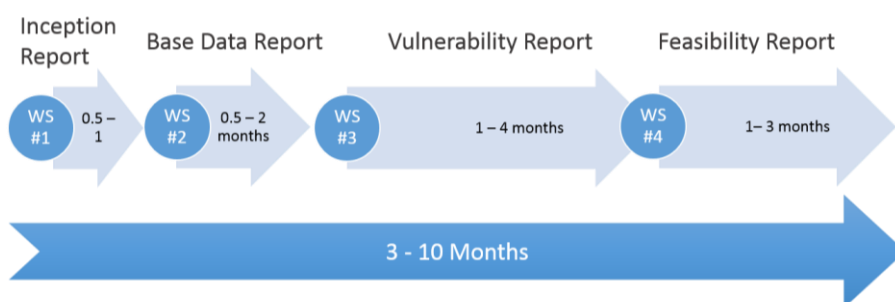 Inception
Report
Base Data Report
Vulnerability Report
Feasibility Report
WS
#1
0.5 –
1
WS
#2
0.5 – 2
months
WS
#3
1 – 4 months
WS
#4
1– 3 months
3 - 10 Months